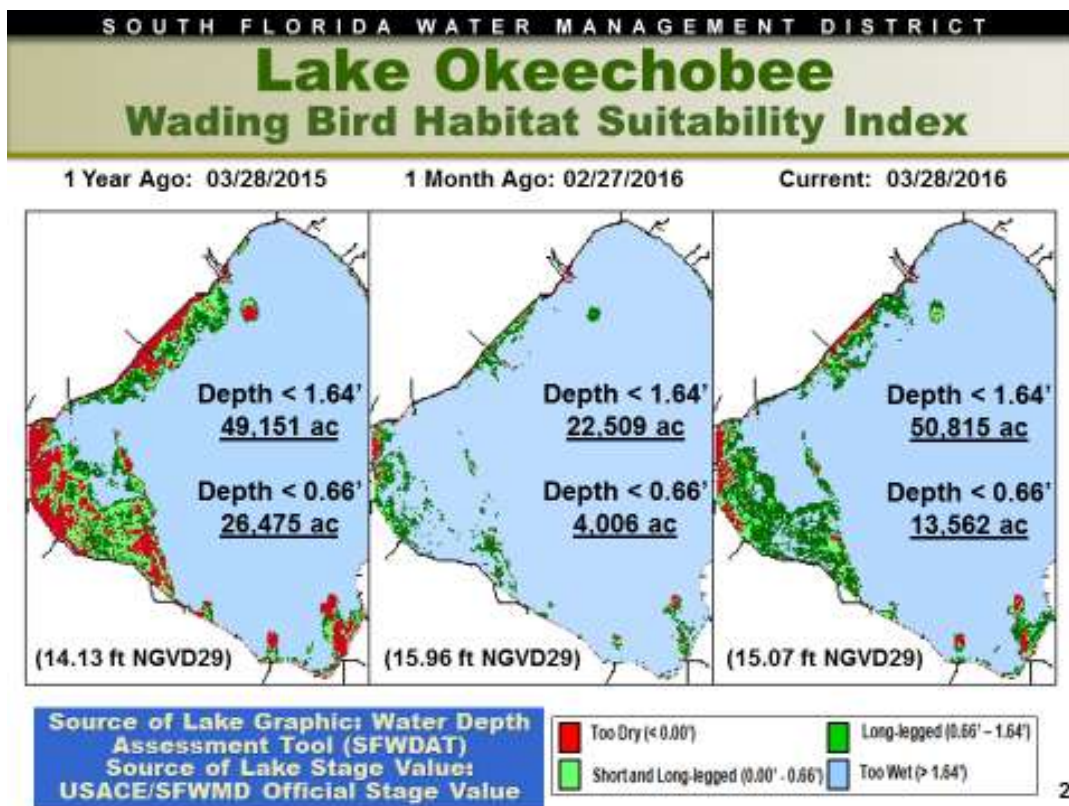 SOUTH FLORIDA WATER MANAGEMENT DISTRICT
Lake Okeechobee
Wading Bird Habitat Suitability Index
1 Year Ago: 03/28/2015
1 Month Ago: 02/27/2016
Current: 03/28/2016
Depth < 1.64'
49,151 ac
Depth < 0.66'
26,475 ac
(14.13 ft NGVD29)
Depth < 1.64'
22,509 ac
Depth < 0.66'
4,006 ac
(15.96 ft NGVD29)
Depth < 1.64'
50,815 ac
Depth < 0.66'
13,562 ac
(15.07 ft NGVD29)
Source of Lake Graphic: Water Depth
Assessment Tool (SFWDAT)
Source of Lake Stage Value:
USACE/SFWMD Official Stage Value
Too Dry (< 0.00')
Short and Long-legged (0.00' - 0.66')
Long-legged (0.66' – 1.64')
Too Wet (> 1.64')
2